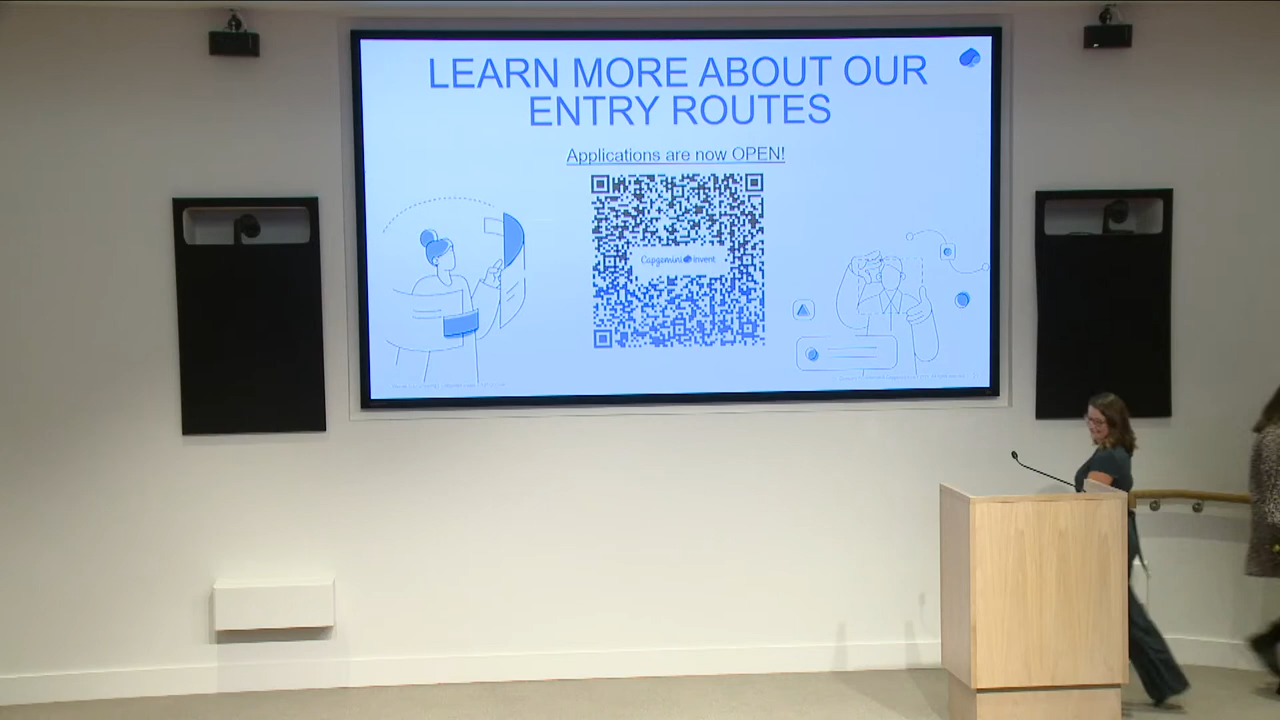 LEARN MORE ABOUT OUR
ENTRY ROUTES
Applications are now OPEN!
Capgemini invent